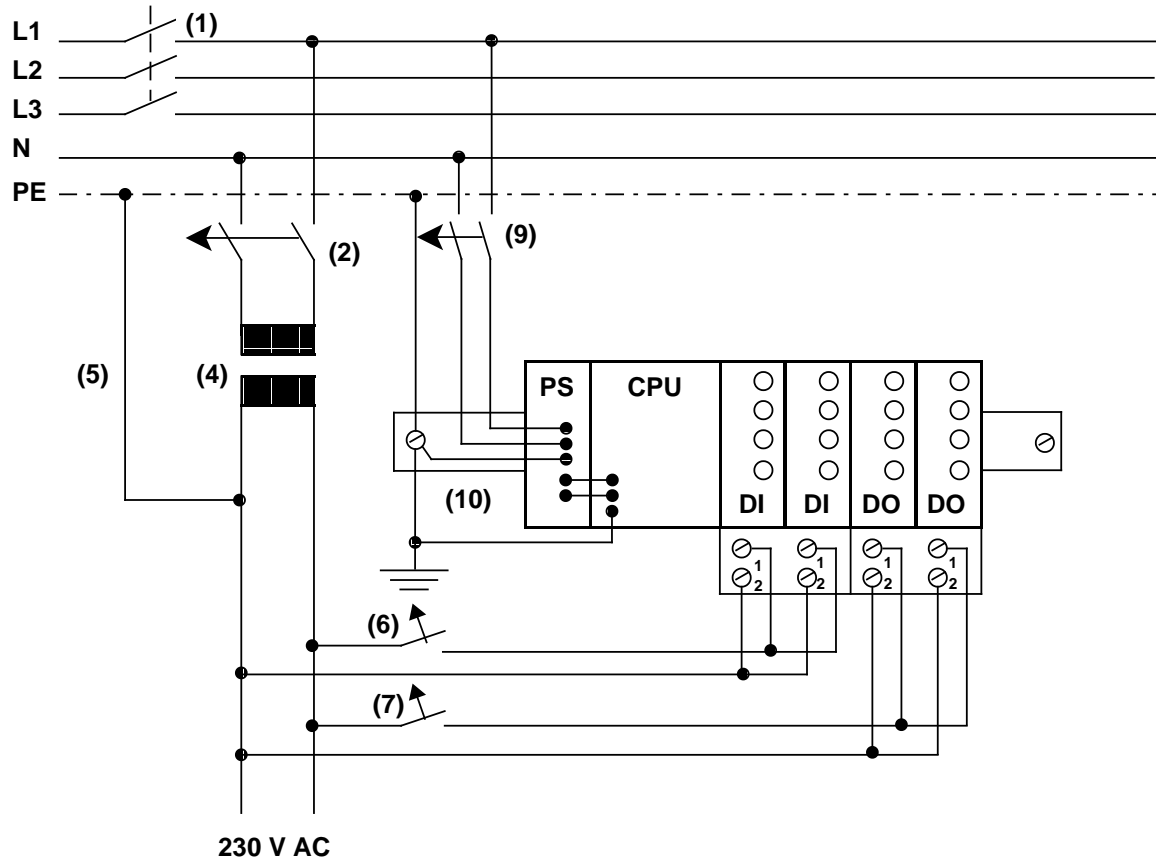 L1
(1)
L2
L3
N
PE
(2)
(9)
(5)
(4)
PS
CPU
(10)
DI
DI
DO
DO
1
1
1
1
2
2
2
2
(6)
(7)
230 V AC